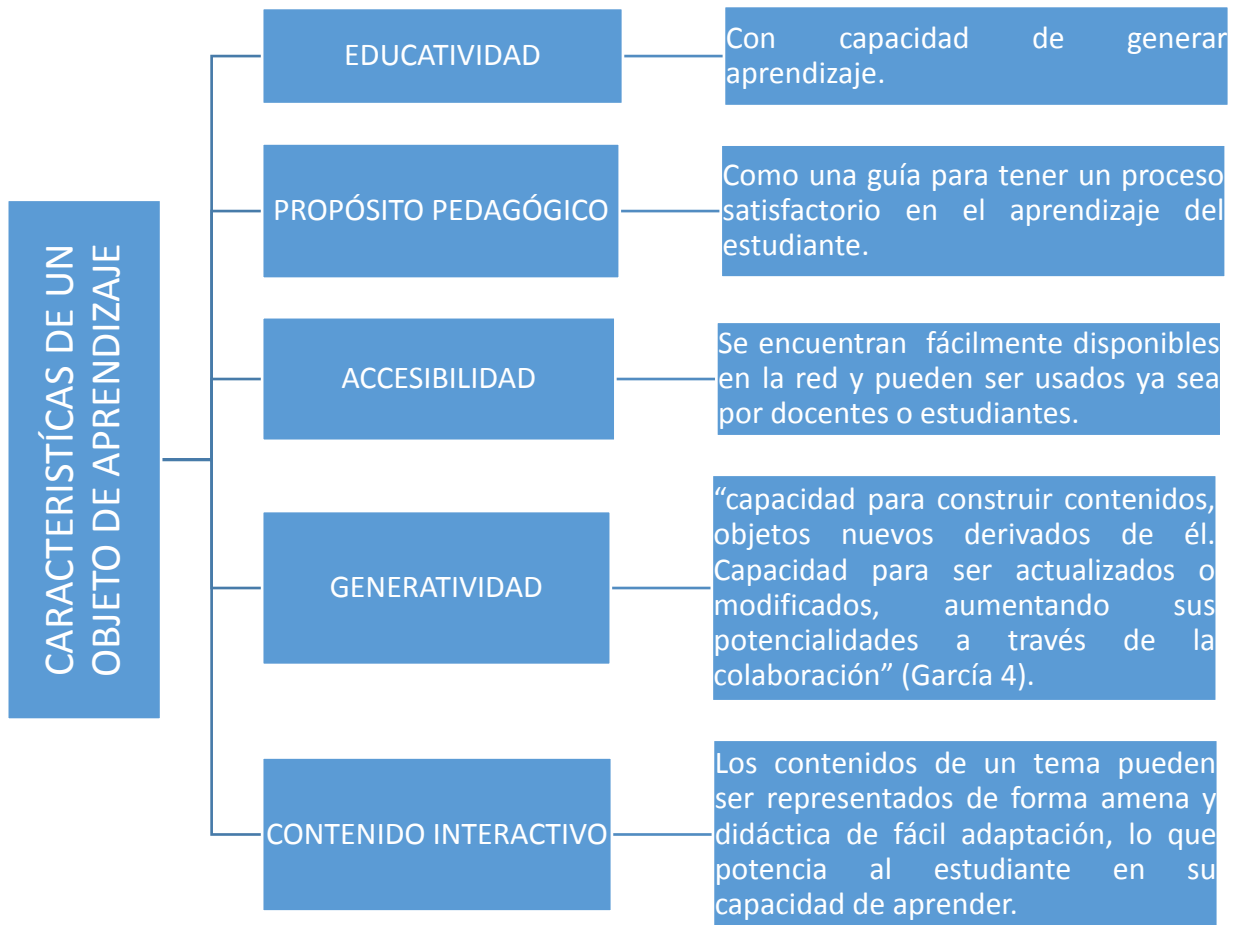 CARACTERISTÍCAS DE UN
OBJETO DE APRENDIZAJE
EDUCATIVIDAD
Con capacidad de generar
aprendizaje.
PROPÓSITO PEDAGÓGICO
Como una guía para tener un proceso
satisfactorio en el aprendizaje del
estudiante.
ACCESIBILIDAD
Se encuentran fácilmente disponibles
en la red y pueden ser usados ya sea
por docentes o estudiantes.
GENERATIVIDAD
“capacidad para construir contenidos,
objetos nuevos derivados de él.
Capacidad para ser actualizados o
modificados, aumentando sus
potencialidades a través de la
colaboración” (García 4).
CONTENIDO INTERACTIVO
Los contenidos de un tema pueden
ser representados de forma amena y
didáctica de fácil adaptación, lo que
potencia al estudiante en su
capacidad de aprender.